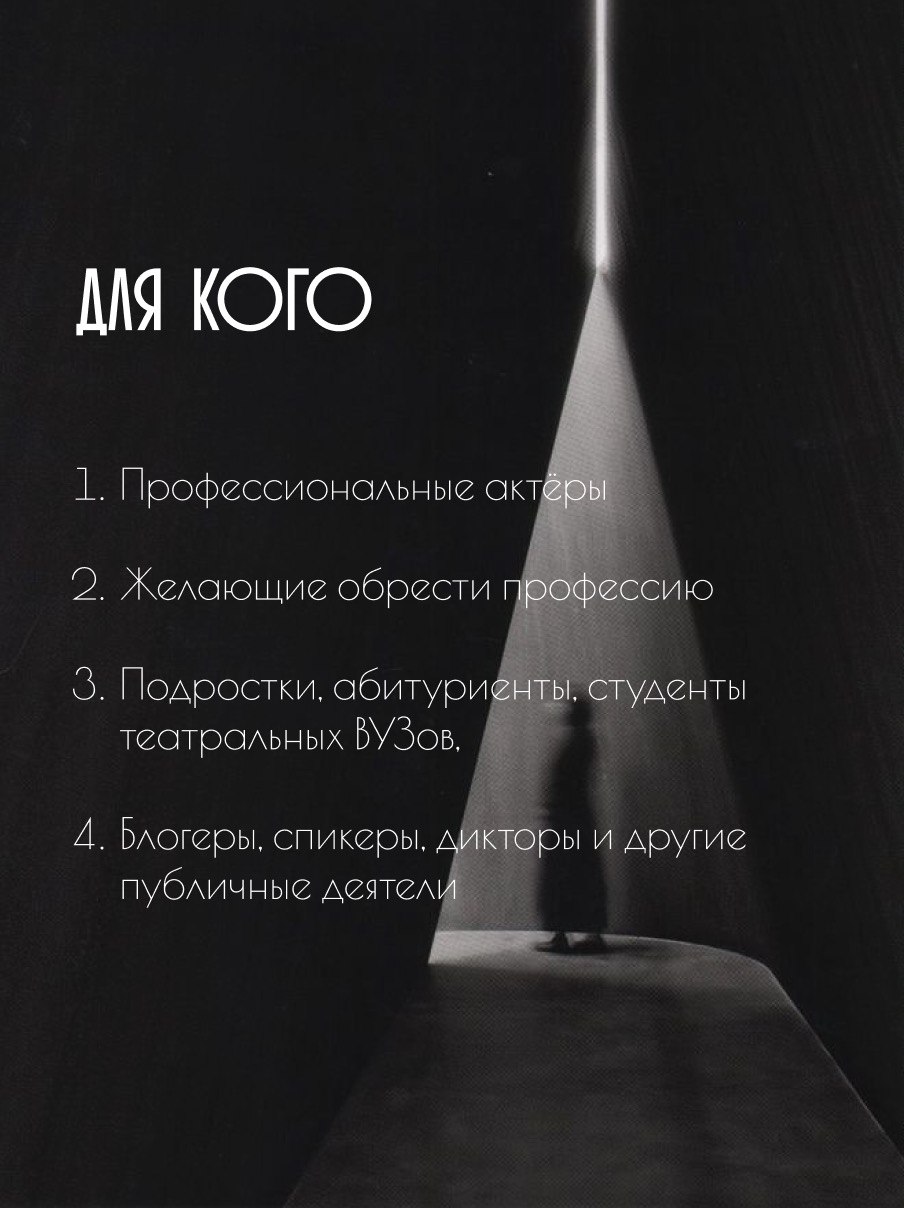 ДЛЯ КОГО
1. Профессиональные актёры
2. Желающие обрести профессию
3. Подростки, абитуриенты, студенты
театральных ВУЗов,
4. Блогеры, спикеры, дикторы и другие
публичные деятели